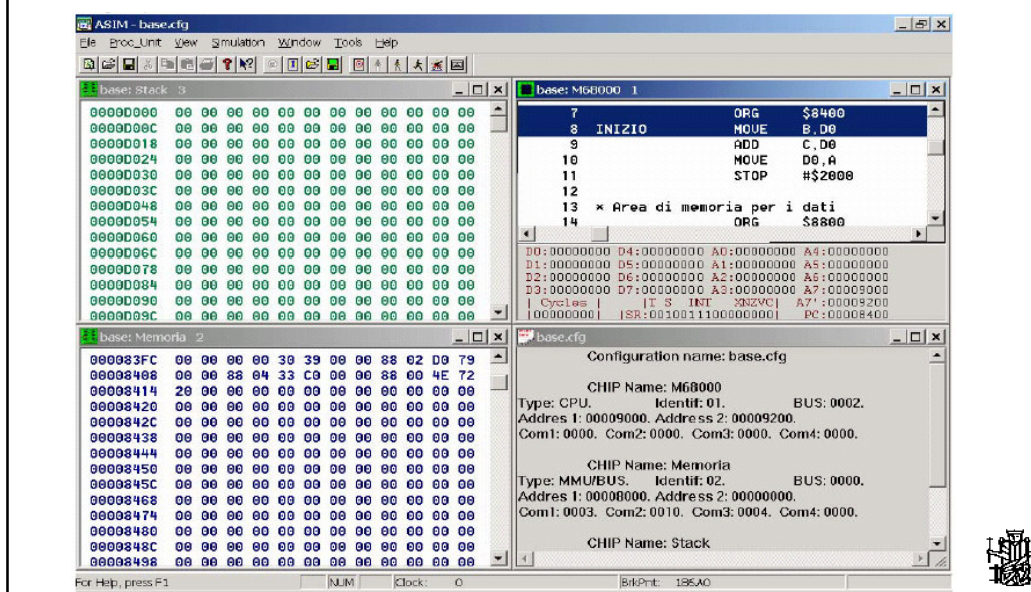 ASIM - base.cfg
File Proc_Unit View Simulation Window Tools Help
base: Stack 3
0000D000 00 00 00 00 00 00 00 00 00 00 00 00
0000D00C 00 00 00 00 00 00 00 00 00 00 00 00
0000D018 00 00 00 00 00 00 00 00 00 00 00 00
0000D024 00 00 00 00 00 00 00 00 00 00 00 00
0000D030 00 00 00 00 00 00 00 00 00 00 00 00
0000D03C 00 00 00 00 00 00 00 00 00 00 00 00
0000D048 00 00 00 00 00 00 00 00 00 00 00 00
0000D054 00 00 00 00 00 00 00 00 00 00 00 00
0000D060 00 00 00 00 00 00 00 00 00 00 00 00
0000D06C 00 00 00 00 00 00 00 00 00 00 00 00
0000D078 00 00 00 00 00 00 00 00 00 00 00 00
0000D084 00 00 00 00 00 00 00 00 00 00 00 00
0000D090 00 00 00 00 00 00 00 00 00 00 00 00
0000D09C 00 00 00 00 00 00 00 00 00 00 00 00
base: M68000 1
7 ORG $8400
8 INIZIO MOVE B,D0
9 ADD C,D0
10 MOVE D0,A
11 STOP #$2000
12
13 * Area di memoria per i dati
14 ORG $8800
D0:00000000 D4:00000000 A0:00000000 A4:00000000
D1:00000000 D5:00000000 A1:00000000 A5:00000000
D2:00000000 D6:00000000 A2:00000000 A6:00000000
D3:00000000 D7:00000000 A3:00000000 A7:00009000
| Cycles | |T S INT XNZVC| A7':00009200
|00000000| |SR:0010011100000000| PC:00008400
base: Memoria 2
000083FC 00 00 00 00 30 39 00 00 88 02 D0 79
00008408 00 00 88 04 33 C0 00 00 88 00 4E 72
00008414 20 00 00 00 00 00 00 00 00 00 00 00
00008420 00 00 00 00 00 00 00 00 00 00 00 00
0000842C 00 00 00 00 00 00 00 00 00 00 00 00
00008438 00 00 00 00 00 00 00 00 00 00 00 00
00008444 00 00 00 00 00 00 00 00 00 00 00 00
00008450 00 00 00 00 00 00 00 00 00 00 00 00
0000845C 00 00 00 00 00 00 00 00 00 00 00 00
00008468 00 00 00 00 00 00 00 00 00 00 00 00
00008474 00 00 00 00 00 00 00 00 00 00 00 00
00008480 00 00 00 00 00 00 00 00 00 00 00 00
0000848C 00 00 00 00 00 00 00 00 00 00 00 00
00008498 00 00 00 00 00 00 00 00 00 00 00 00
base.cfg
Configuration name: base.cfg
CHIP Name: M68000
Type: CPU. Identif: 01. BUS: 0002.
Addres 1: 00009000. Address 2: 00009200.
Com1: 0000. Com2: 0000. Com3: 0000. Com4: 0000.
CHIP Name: Memoria
Type: MMU/BUS. Identif: 02. BUS: 0000.
Addres 1: 00008000. Address 2: 00000000.
Com1: 0003. Com2: 0010. Com3: 0004. Com4: 0000.
CHIP Name: Stack
For Help, press F1 NUM Clock: 0 BrkPnt: 186A0